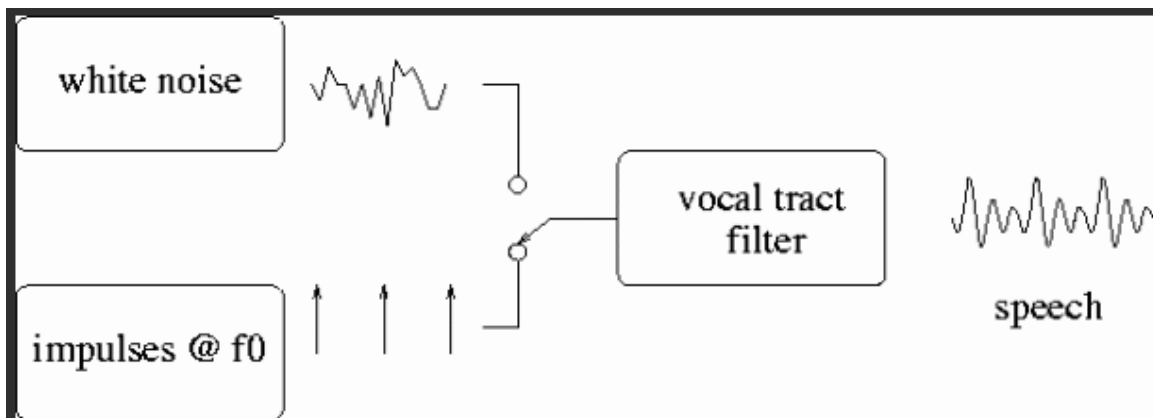 white noise
vocal tract
filter
speech
impulses @ f0